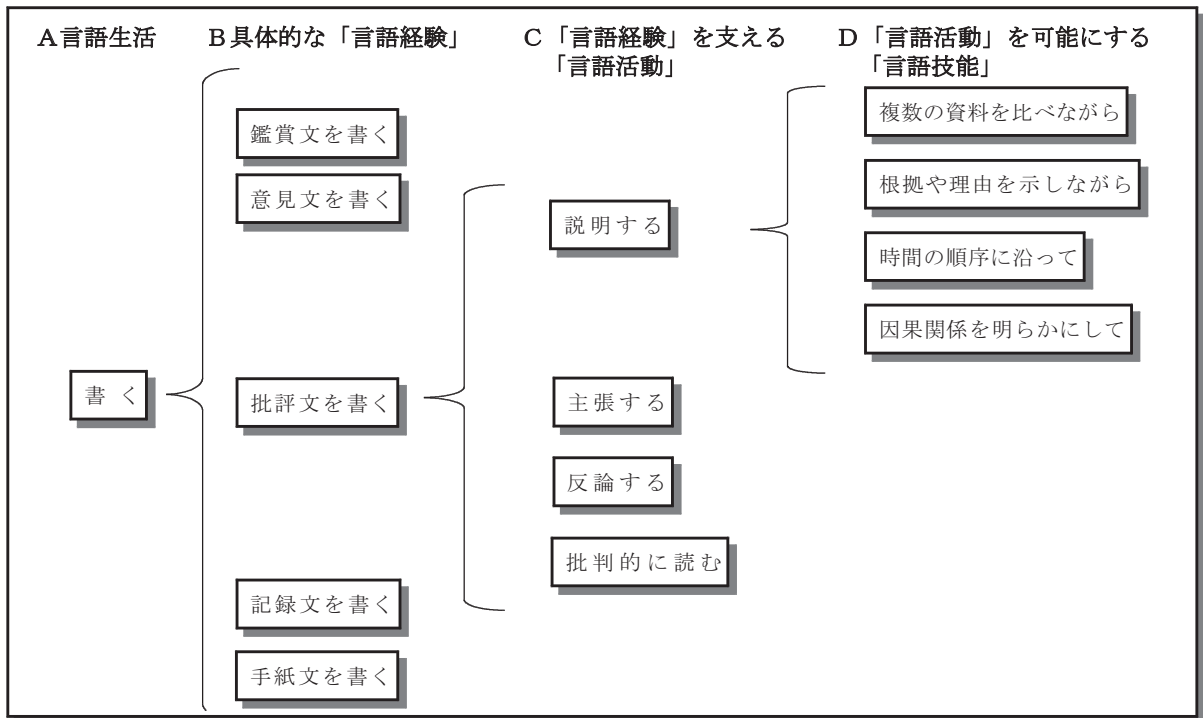 A言語生活
B具体的な「言語経験」
C「言語経験」を支える
「言語活動」
D「言語活動」を可能にする
「言語技能」
書く
鑑賞文を書く
意見文を書く
批評文を書く
記録文を書く
手紙文を書く
説明する
主張する
反論する
批判的に読む
複数の資料を比べながら
根拠や理由を示しながら
時間の順序に沿って
因果関係を明らかにして